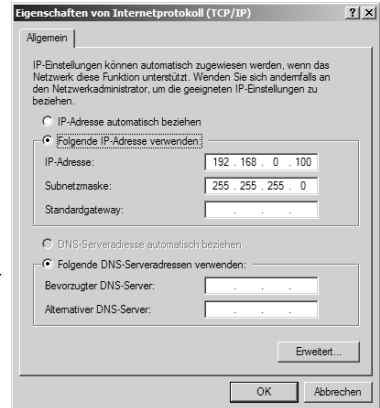 Eigenschaften von Internetprotokoll (TCP/IP)
Allgemein
IP-Einstellungen können automatisch zugewiesen werden, wenn das
Netzwerk diese Funktion unterstützt. Wenden Sie sich andernfalls an
den Netzwerkadministrator, um die geeigneten IP-Einstellungen zu
beziehen.
IP-Adresse automatisch beziehen
Folgende IP-Adresse verwenden:
IP-Adresse: 192 . 168 . 0 . 100
Subnetzmaske: 255 . 255 . 255 . 0
Standardgateway: . . .
DNS-Serveradresse automatisch beziehen
Folgende DNS-Serveradressen verwenden:
Bevorzugter DNS-Server: . . .
Alternativer DNS-Server: . . .
Erweitert...
OK Abbrechen